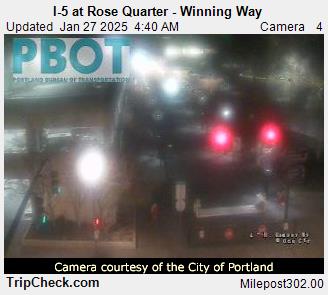 I-5 at Rose Quarter - Winning Way
Updated Jan 27 2025 4:40 AM Camera 4
PBOT
PORTLAND BUREAU OF TRANSPORTATION
Camera courtesy of the City of Portland
TripCheck.com Milepost302.00